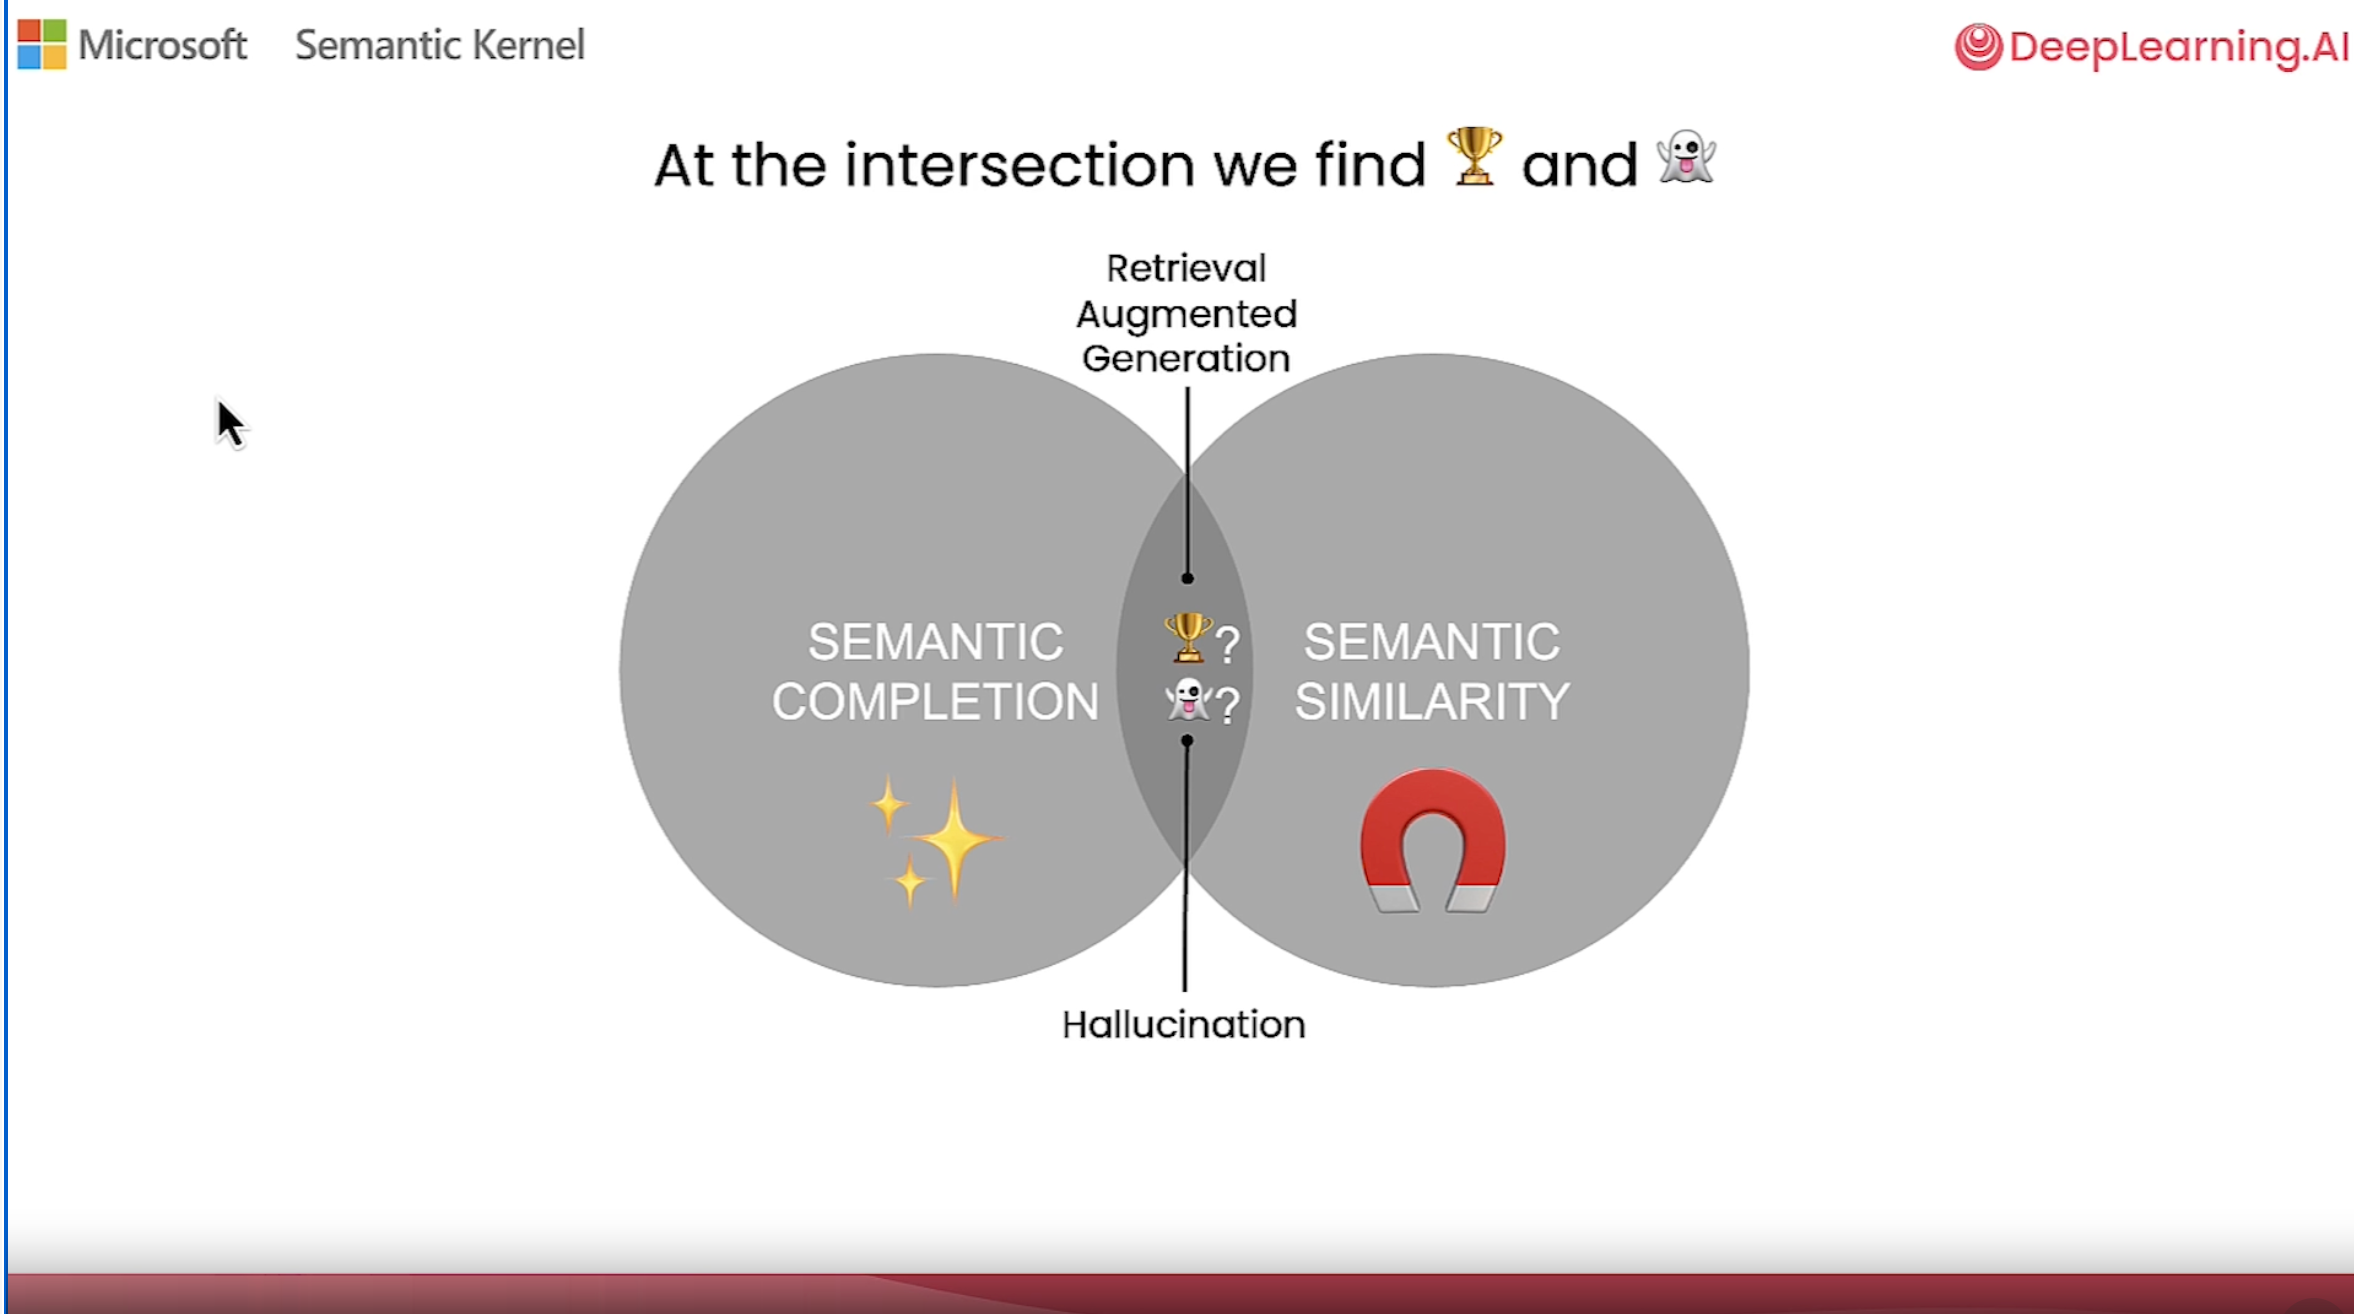 Microsoft Semantic Kernel
DeepLearning.AI
At the intersection we find 🏆 and 👻
Retrieval
Augmented
Generation
SEMANTIC
COMPLETION
🏆?
👻?
SEMANTIC
SIMILARITY
Hallucination